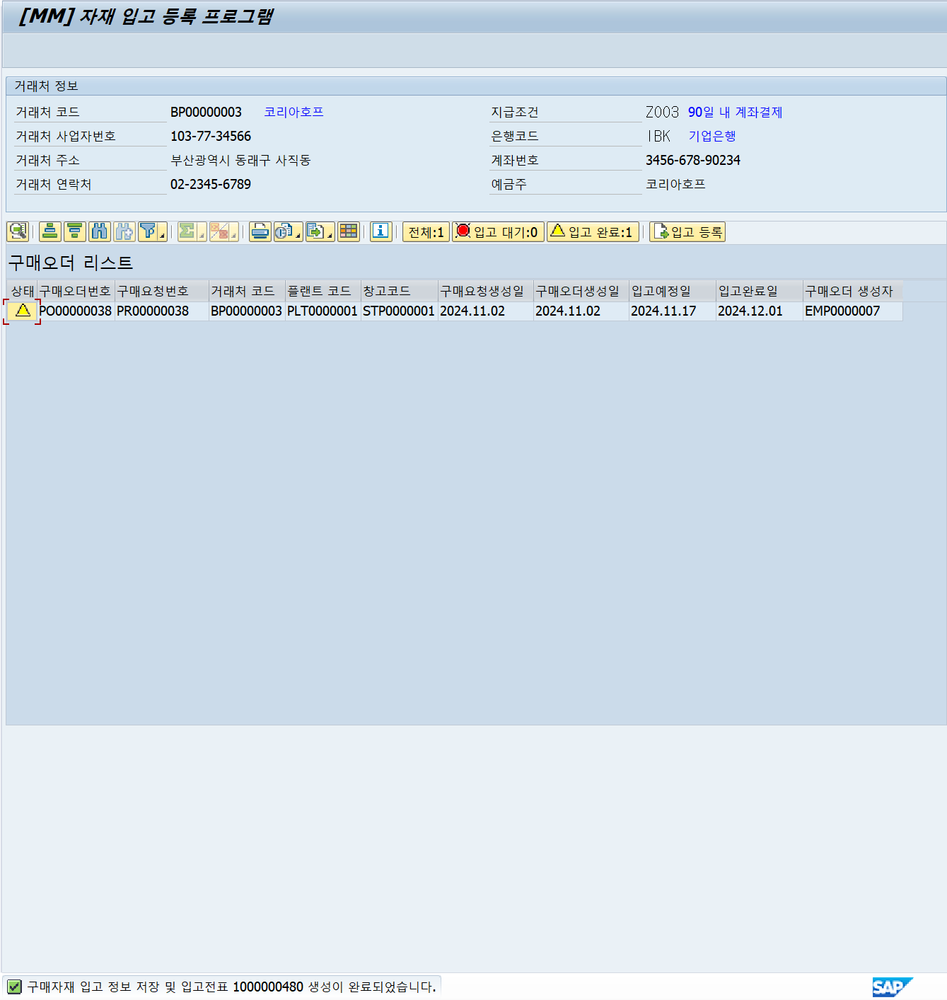 [MM] 자재 입고 등록 프로그램
거래처 정보
거래처 코드 BP00000003 코리아호프 지급조건 Z003 90일 내 계좌결제
거래처 사업자번호 103-77-34566 은행코드 IBK 기업은행
거래처 주소 부산광역시 동래구 사직동 계좌번호 3456-678-90234
거래처 연락처 02-2345-6789 예금주 코리아호프
전체:1 입고 대기:0 입고 완료:1 입고 등록
구매오더 리스트
상태 구매오더번호 구매요청번호 거래처 코드 플랜트 코드 창고코드 구매요청생성일 구매오더생성일 입고예정일 입고완료일 구매오더 생성자
PO00000038 PR00000038 BP00000003 PLT0000001 STP0000001 2024.11.02 2024.11.02 2024.11.17 2024.12.01 EMP0000007
구매자재 입고 정보 저장 및 입고전표 1000000480 생성이 완료되었습니다.
SAP